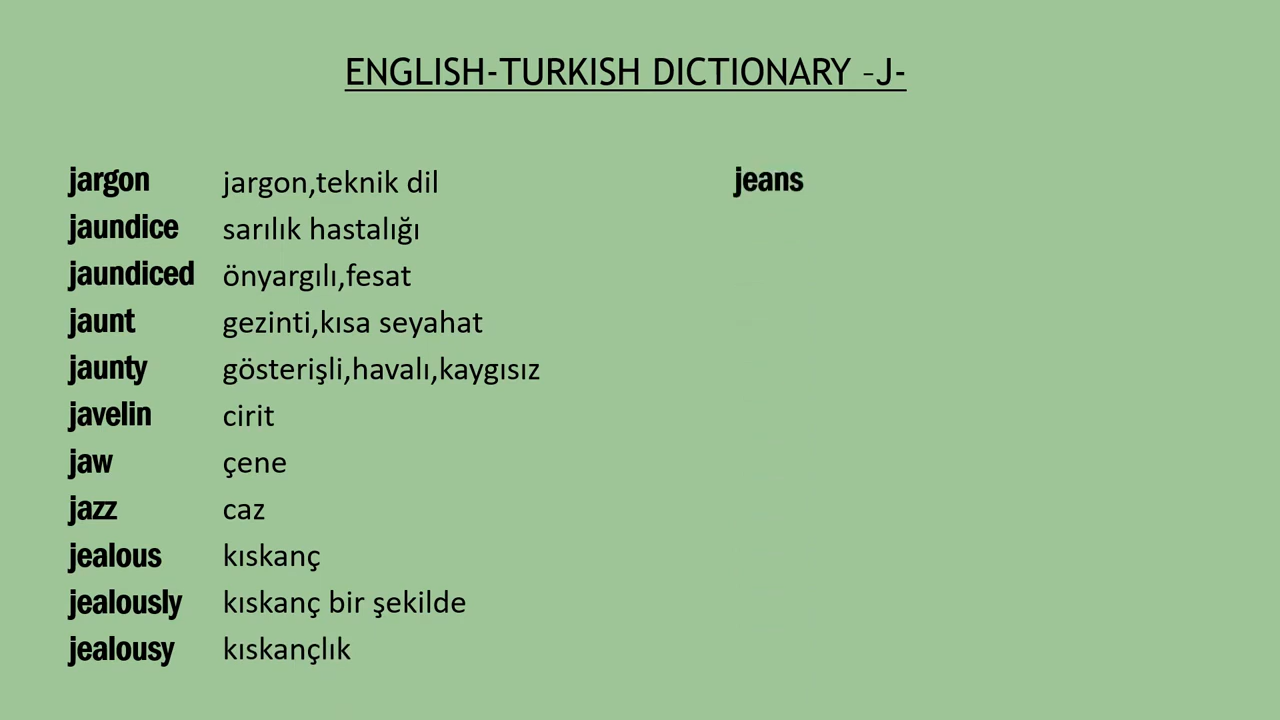 ENGLISH-TURKISH DICTIONARY -J-
jargon jargon,teknik dil
jaundice sarılık hastalığı
jaundiced önyargılı,fesat
jaunt gezinti,kısa seyahat
jaunty gösterişli,havalı,kaygısız
javelin cirit
jaw çene
jazz caz
jealous kıskanç
jealously kıskanç bir şekilde
jealousy kıskançlık
jeans